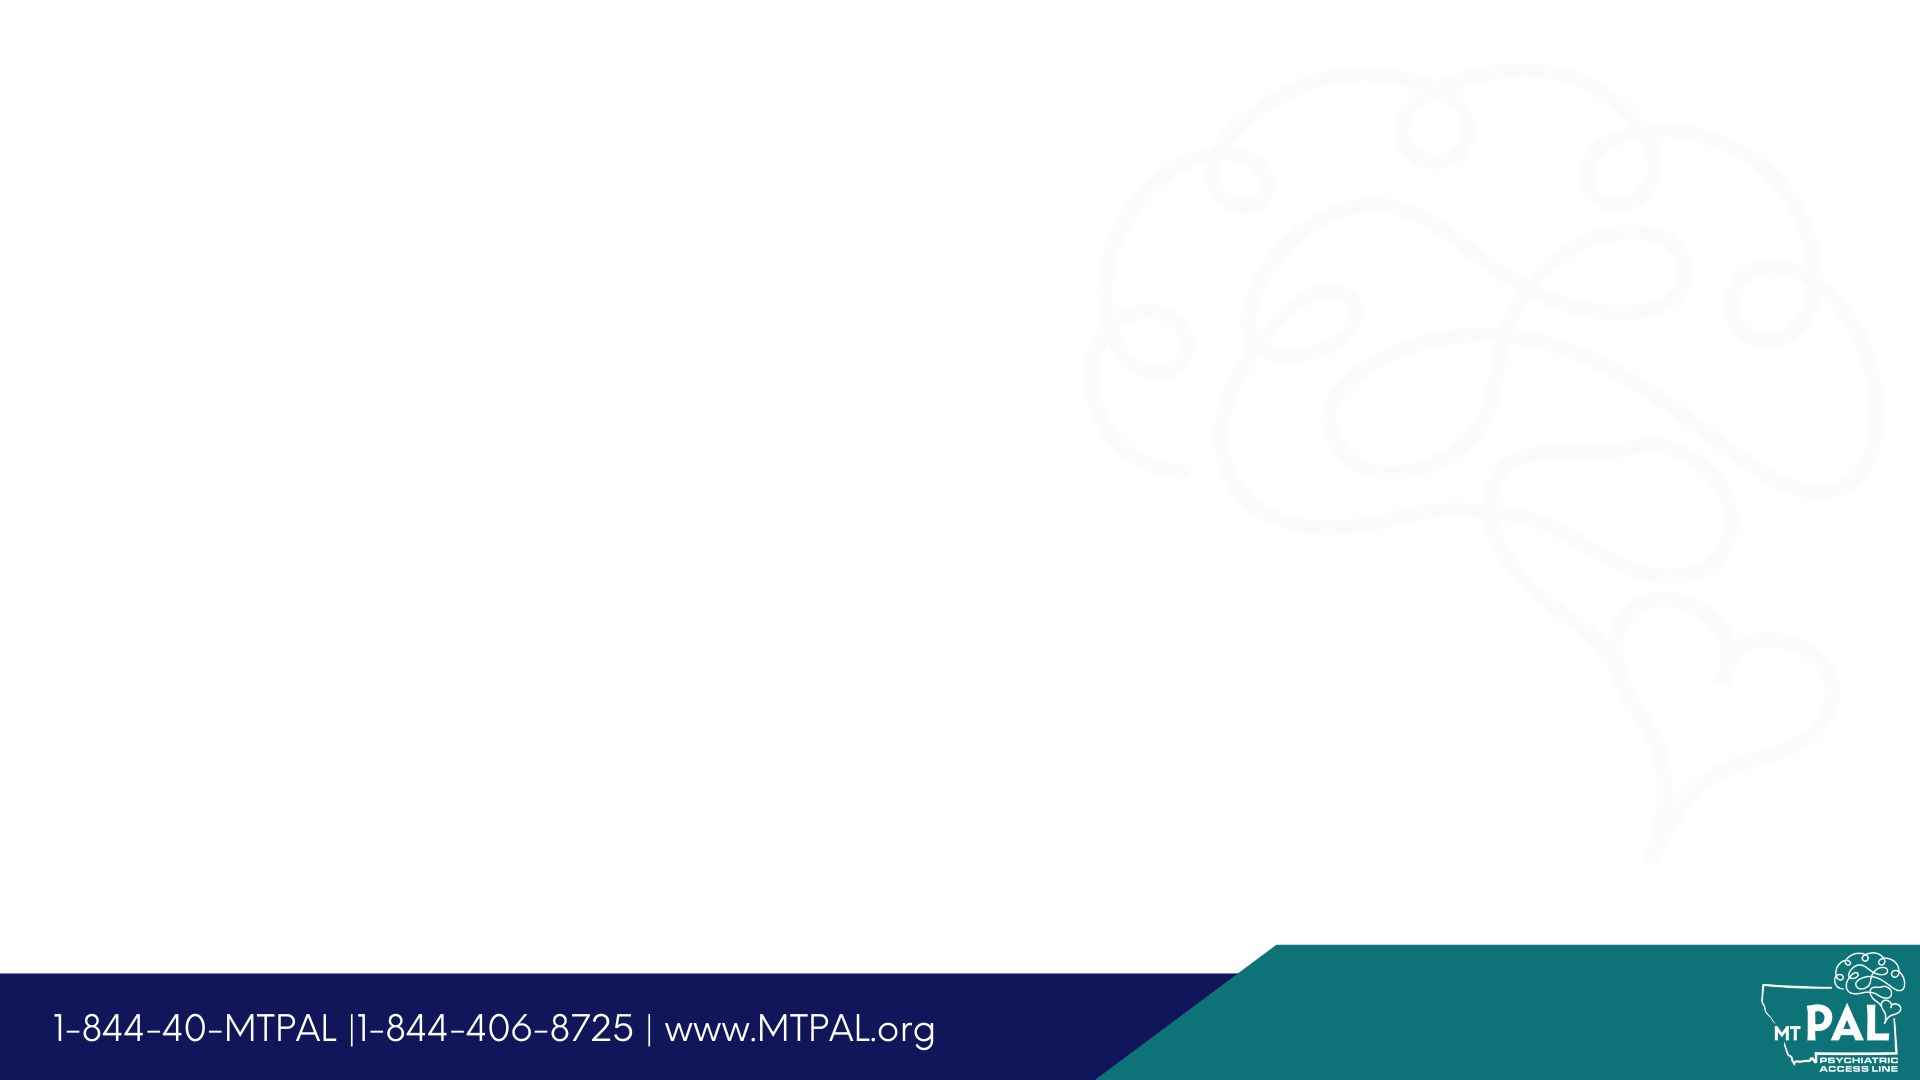 1-844-40-MTPAL |1-844-406-8725 | www.MTPAL.org
MT PAL
PSYCHIATRIC
ACCESS LINE